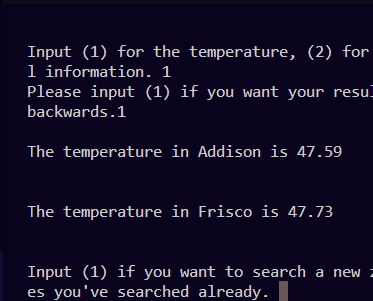 Input (1) for the temperature, (2) for
l information. 1
Please input (1) if you want your resul
backwards.1
The temperature in Addison is 47.59
The temperature in Frisco is 47.73
Input (1) if you want to search a new z
es you've searched already.